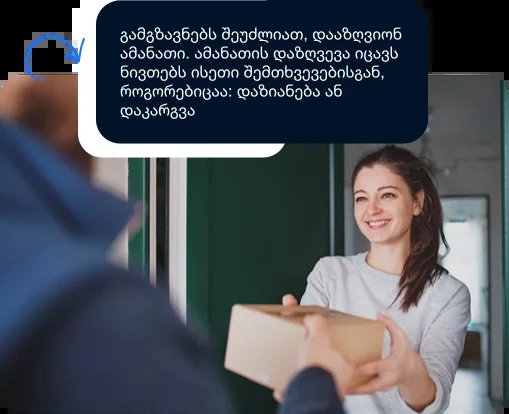 გამგზავნებს შეუძლიათ, დააზღვიონ
ამანათი. ამანათის დაზღვევა იცავს
ნივთებს ისეთი შემთხვევებისგან,
როგორებიცაა: დაზიანება ან
დაკარგვა